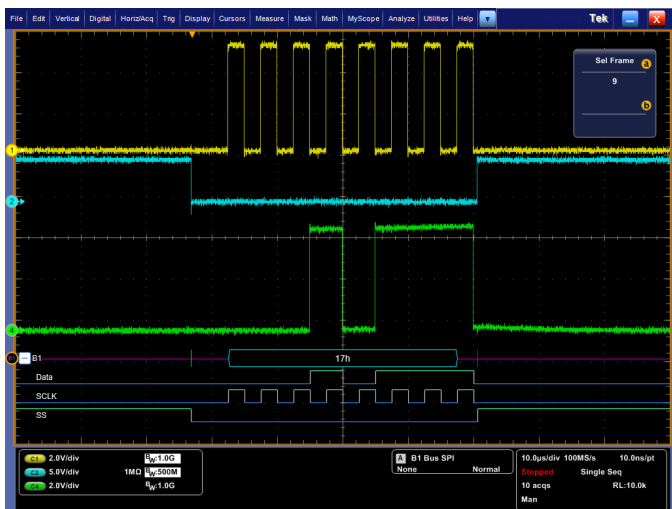 File Edit Vertical Digital Horiz/Acq Trig Display Cursors Measure Mask Math MyScope Analyze Utilities Help Tek X
Sel Frame a
9
b
1
2
4
B1 17h
Data
SCLK
SS
C1 2.0V/div BW:1.0G
C2 5.0V/div 1MΩ BW:500M
C4 2.0V/div BW:1.0G
A B1 Bus SPI
None Normal
10.0µs/div 100MS/s 10.0ns/pt
Stopped Single Seq
10 acqs RL:10.0k
Man